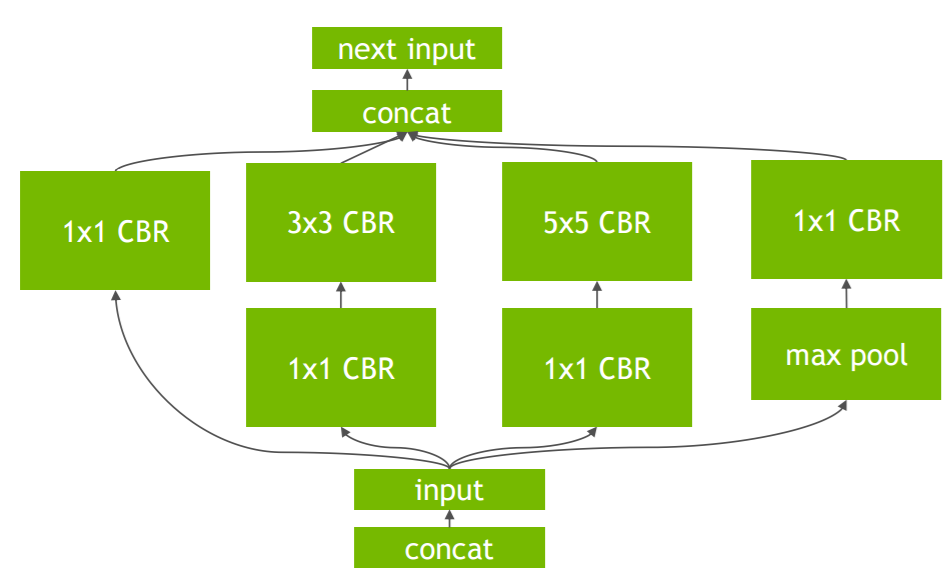 next input
concat
1x1 CBR
3x3 CBR
5x5 CBR
1x1 CBR
1x1 CBR
1x1 CBR
max pool
input
concat